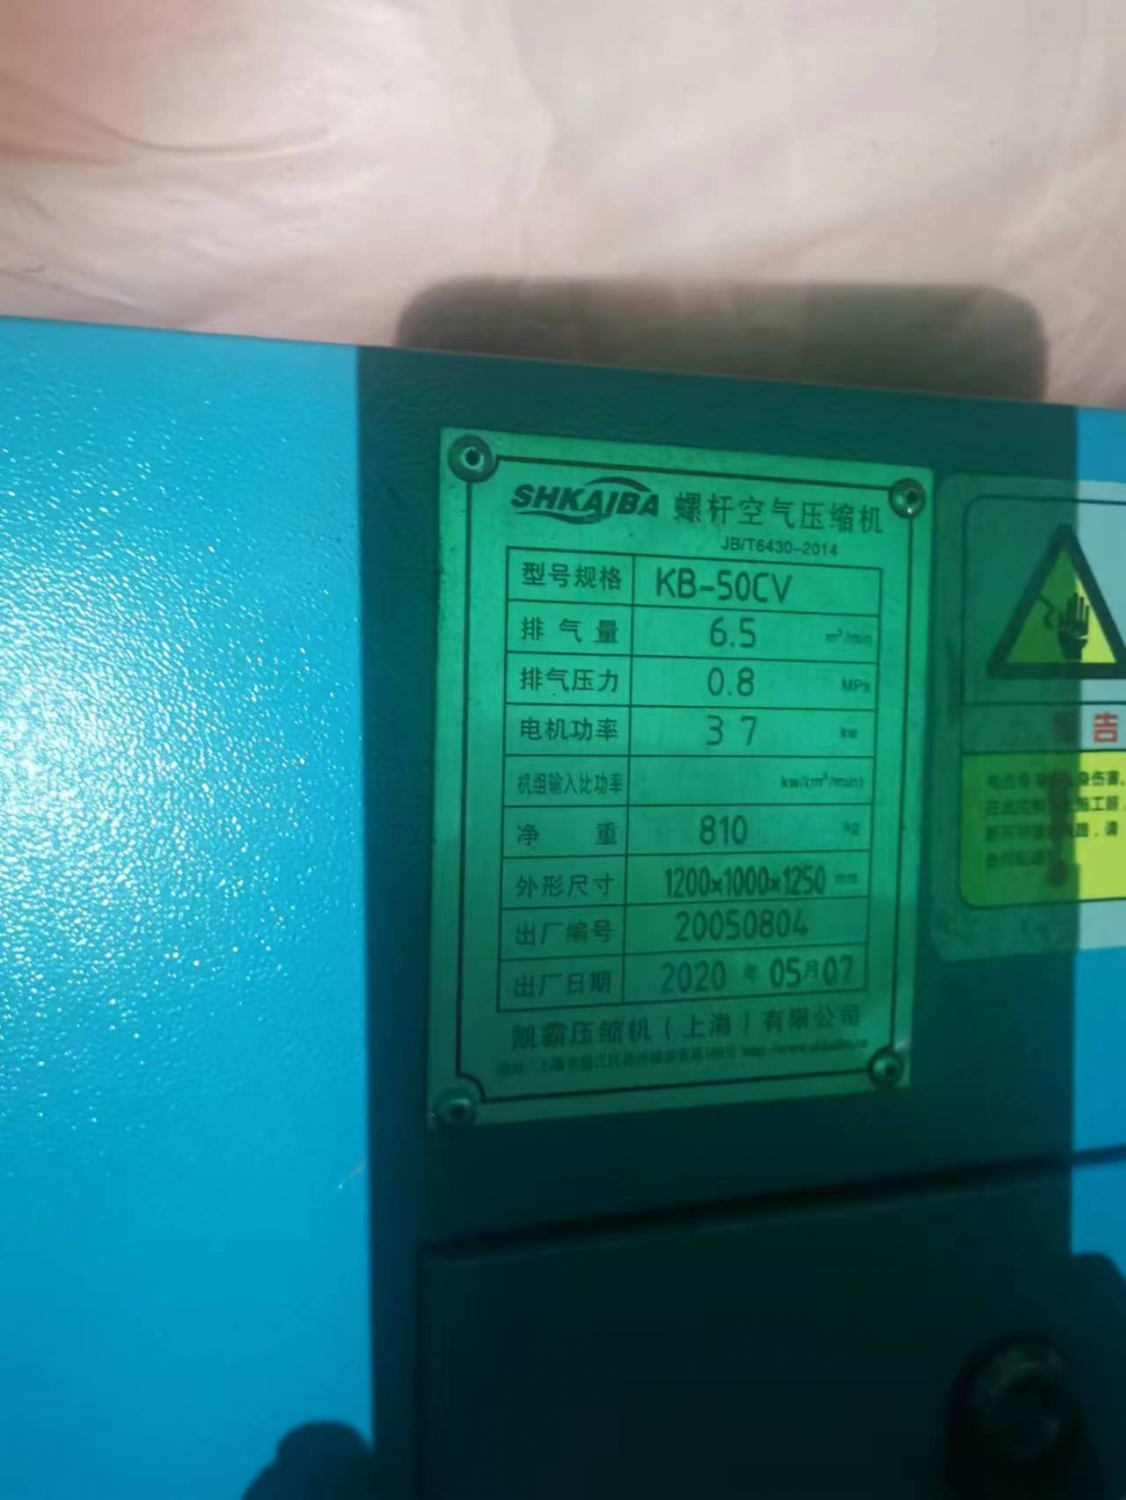 SHKAIBA 螺杆空气压缩机
JB/T6430-2014
型号规格 KB-50CV
排气量 6.5 m³/min
排气压力 0.8 MPa
电机功率 37 kw
机组输入比功率 kw/(m³/min)
净重 810 kg
外形尺寸 1200x1000x1250 mm
出厂编号 20050804
出厂日期 2020 年 05 月 07
凯霸压缩机(上海)有限公司
告